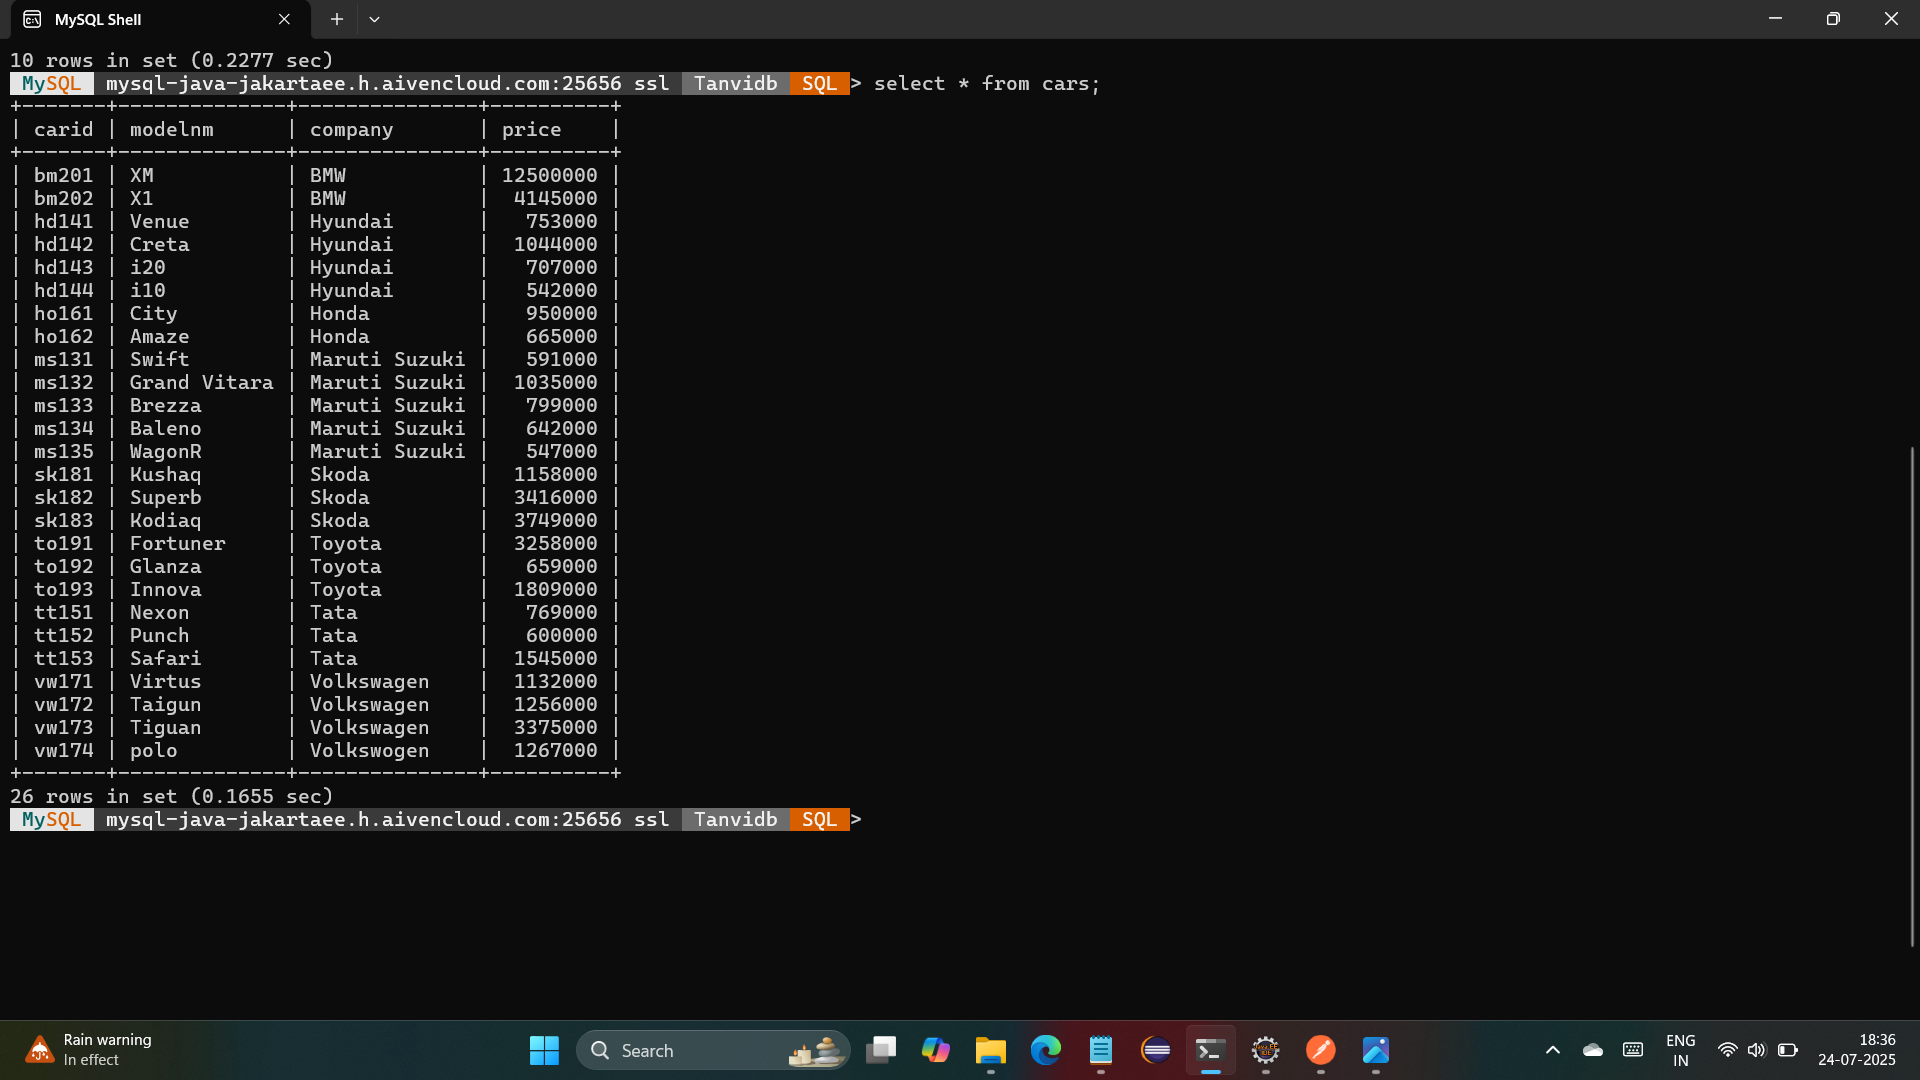 MySQL Shell
10 rows in set (0.2277 sec)
MySQL mysql-java-jakartaee.h.aivencloud.com:25656 ssl Tanvidb SQL > select * from cars;
+-------+--------------+---------------+----------+
| carid | modelnm      | company       | price    |
+-------+--------------+---------------+----------+
| bm201 | XM           | BMW           | 12500000 |
| bm202 | X1           | BMW           |  4145000 |
| hd141 | Venue        | Hyundai       |   753000 |
| hd142 | Creta        | Hyundai       |  1044000 |
| hd143 | i20          | Hyundai       |   707000 |
| hd144 | i10          | Hyundai       |   542000 |
| ho161 | City         | Honda         |   950000 |
| ho162 | Amaze        | Honda         |   665000 |
| ms131 | Swift        | Maruti Suzuki |   591000 |
| ms132 | Grand Vitara | Maruti Suzuki |  1035000 |
| ms133 | Brezza       | Maruti Suzuki |   799000 |
| ms134 | Baleno       | Maruti Suzuki |   642000 |
| ms135 | WagonR       | Maruti Suzuki |   547000 |
| sk181 | Kushaq       | Skoda         |  1158000 |
| sk182 | Superb       | Skoda         |  3416000 |
| sk183 | Kodiaq       | Skoda         |  3749000 |
| to191 | Fortuner     | Toyota        |  3258000 |
| to192 | Glanza       | Toyota        |   659000 |
| to193 | Innova       | Toyota        |  1809000 |
| tt151 | Nexon        | Tata          |   769000 |
| tt152 | Punch        | Tata          |   600000 |
| tt153 | Safari       | Tata          |  1545000 |
| vw171 | Virtus       | Volkswagen    |  1132000 |
| vw172 | Taigun       | Volkswagen    |  1256000 |
| vw173 | Tiguan       | Volkswagen    |  3375000 |
| vw174 | polo         | Volkswogen    |  1267000 |
+-------+--------------+---------------+----------+
26 rows in set (0.1655 sec)
MySQL mysql-java-jakartaee.h.aivencloud.com:25656 ssl Tanvidb SQL >
Rain warning
In effect
Search
ENG
IN
18:36
24-07-2025